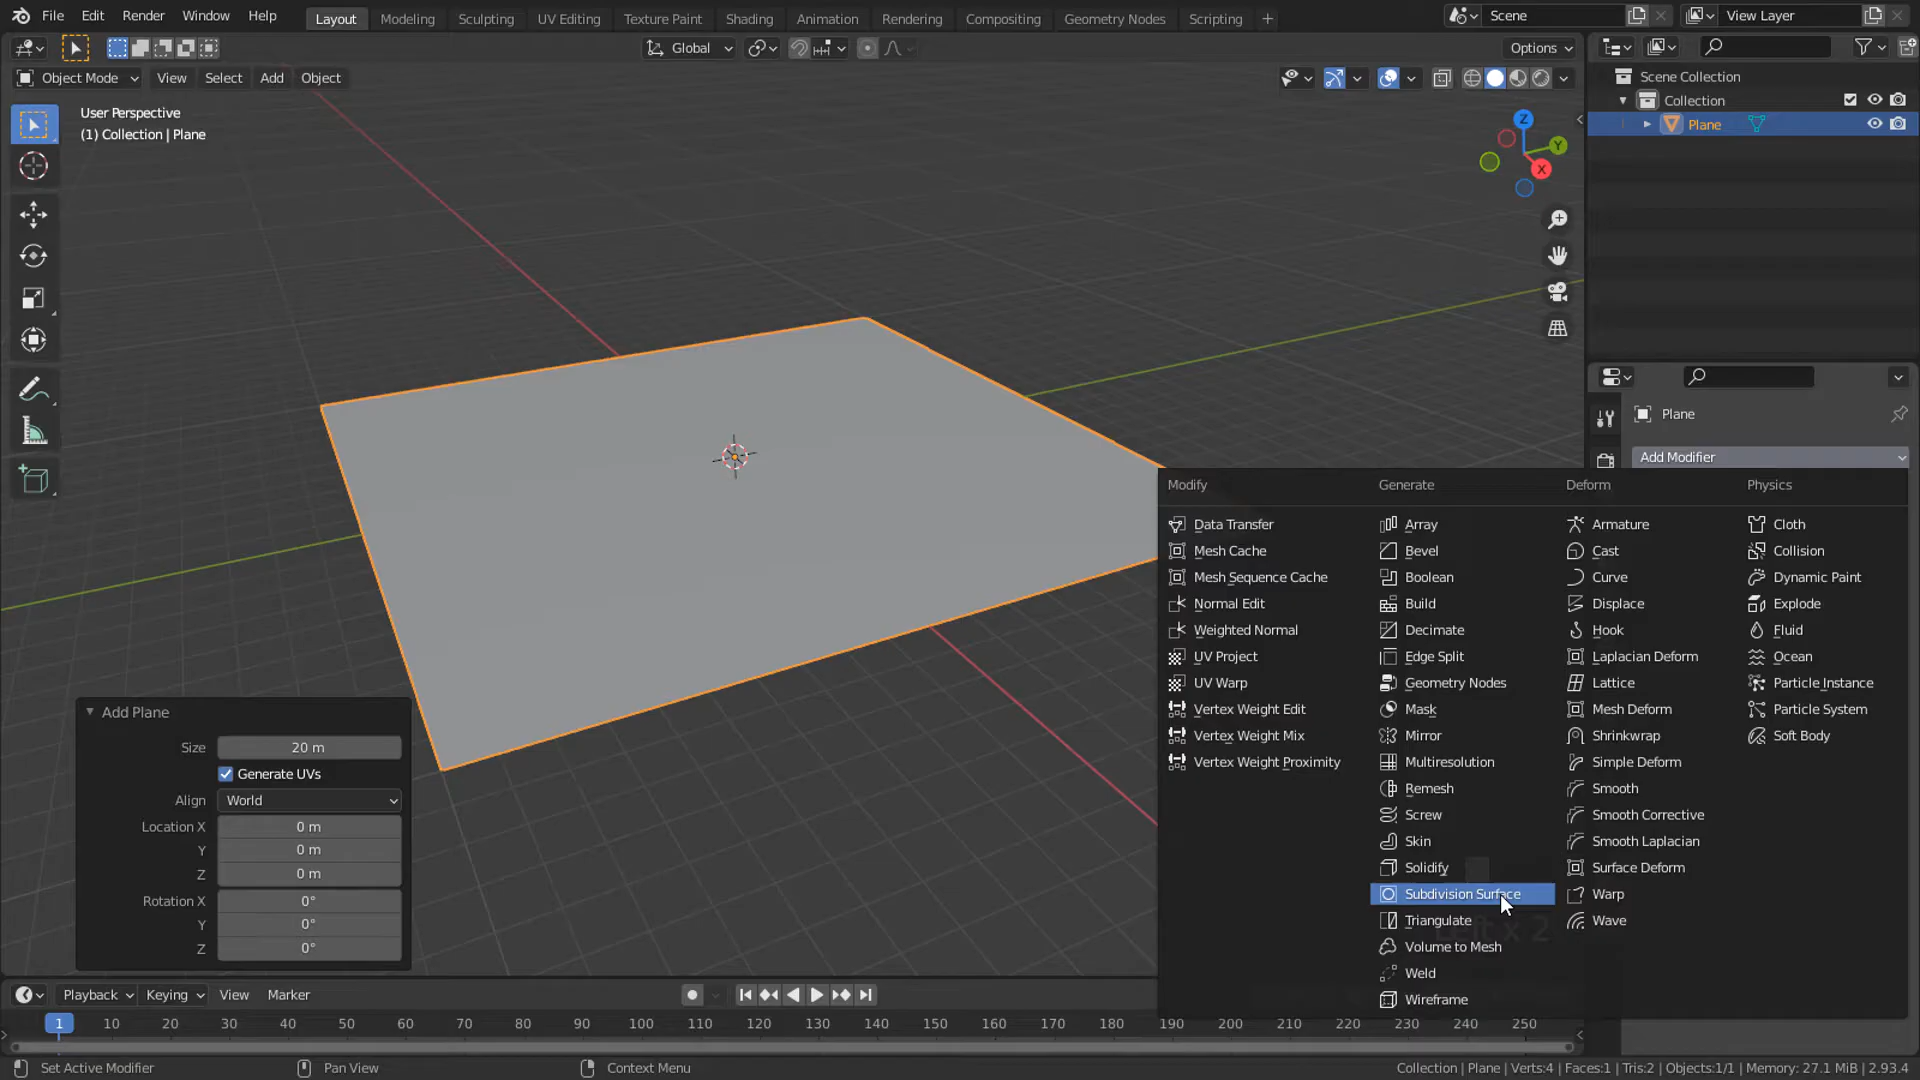 File Edit Render Window Help Layout Modeling Sculpting UV Editing Texture Paint Shading Animation Rendering Compositing Geometry Nodes Scripting + Scene View Layer
Global Options
Object Mode View Select Add Object
User Perspective
(1) Collection | Plane
Z
Y
X
Scene Collection
Collection
Plane
Plane
Add Modifier
Modify Generate Deform Physics
Data Transfer Array Armature Cloth
Mesh Cache Bevel Cast Collision
Mesh Sequence Cache Boolean Curve Dynamic Paint
Normal Edit Build Displace Explode
Weighted Normal Decimate Hook Fluid
UV Project Edge Split Laplacian Deform Ocean
UV Warp Geometry Nodes Lattice Particle Instance
Vertex Weight Edit Mask Mesh Deform Particle System
Vertex Weight Mix Mirror Shrinkwrap Soft Body
Vertex Weight Proximity Multiresolution Simple Deform
Remesh Smooth
Screw Smooth Corrective
Skin Smooth Laplacian
Solidify Surface Deform
Subdivision Surface Warp
Triangulate Wave
Volume to Mesh
Weld
Wireframe
Add Plane
Size 20 m
Generate UVs
Align World
Location X 0 m
Y 0 m
Z 0 m
Rotation X 0°
Y 0°
Z 0°
Playback Keying View Marker
1 10 20 30 40 50 60 70 80 90 100 110 120 130 140 150 160 170 180 190 200 210 220 230 240 250
Set Active Modifier Pan View Context Menu Collection | Plane | Verts:4 | Faces:1 | Tris:2 | Objects:1/1 | Memory: 27.1 MiB | 2.93.4